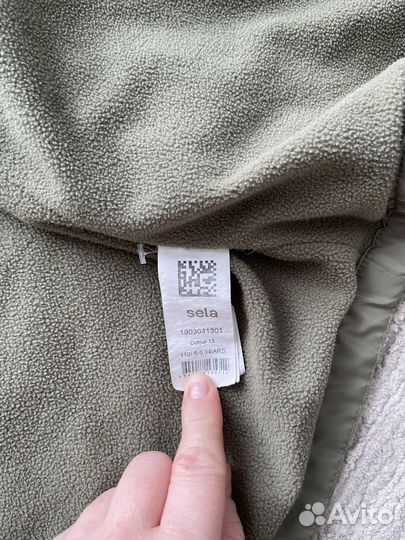 sela
1803041301
Colour 13
110/ 5-6 YEARS
Avito